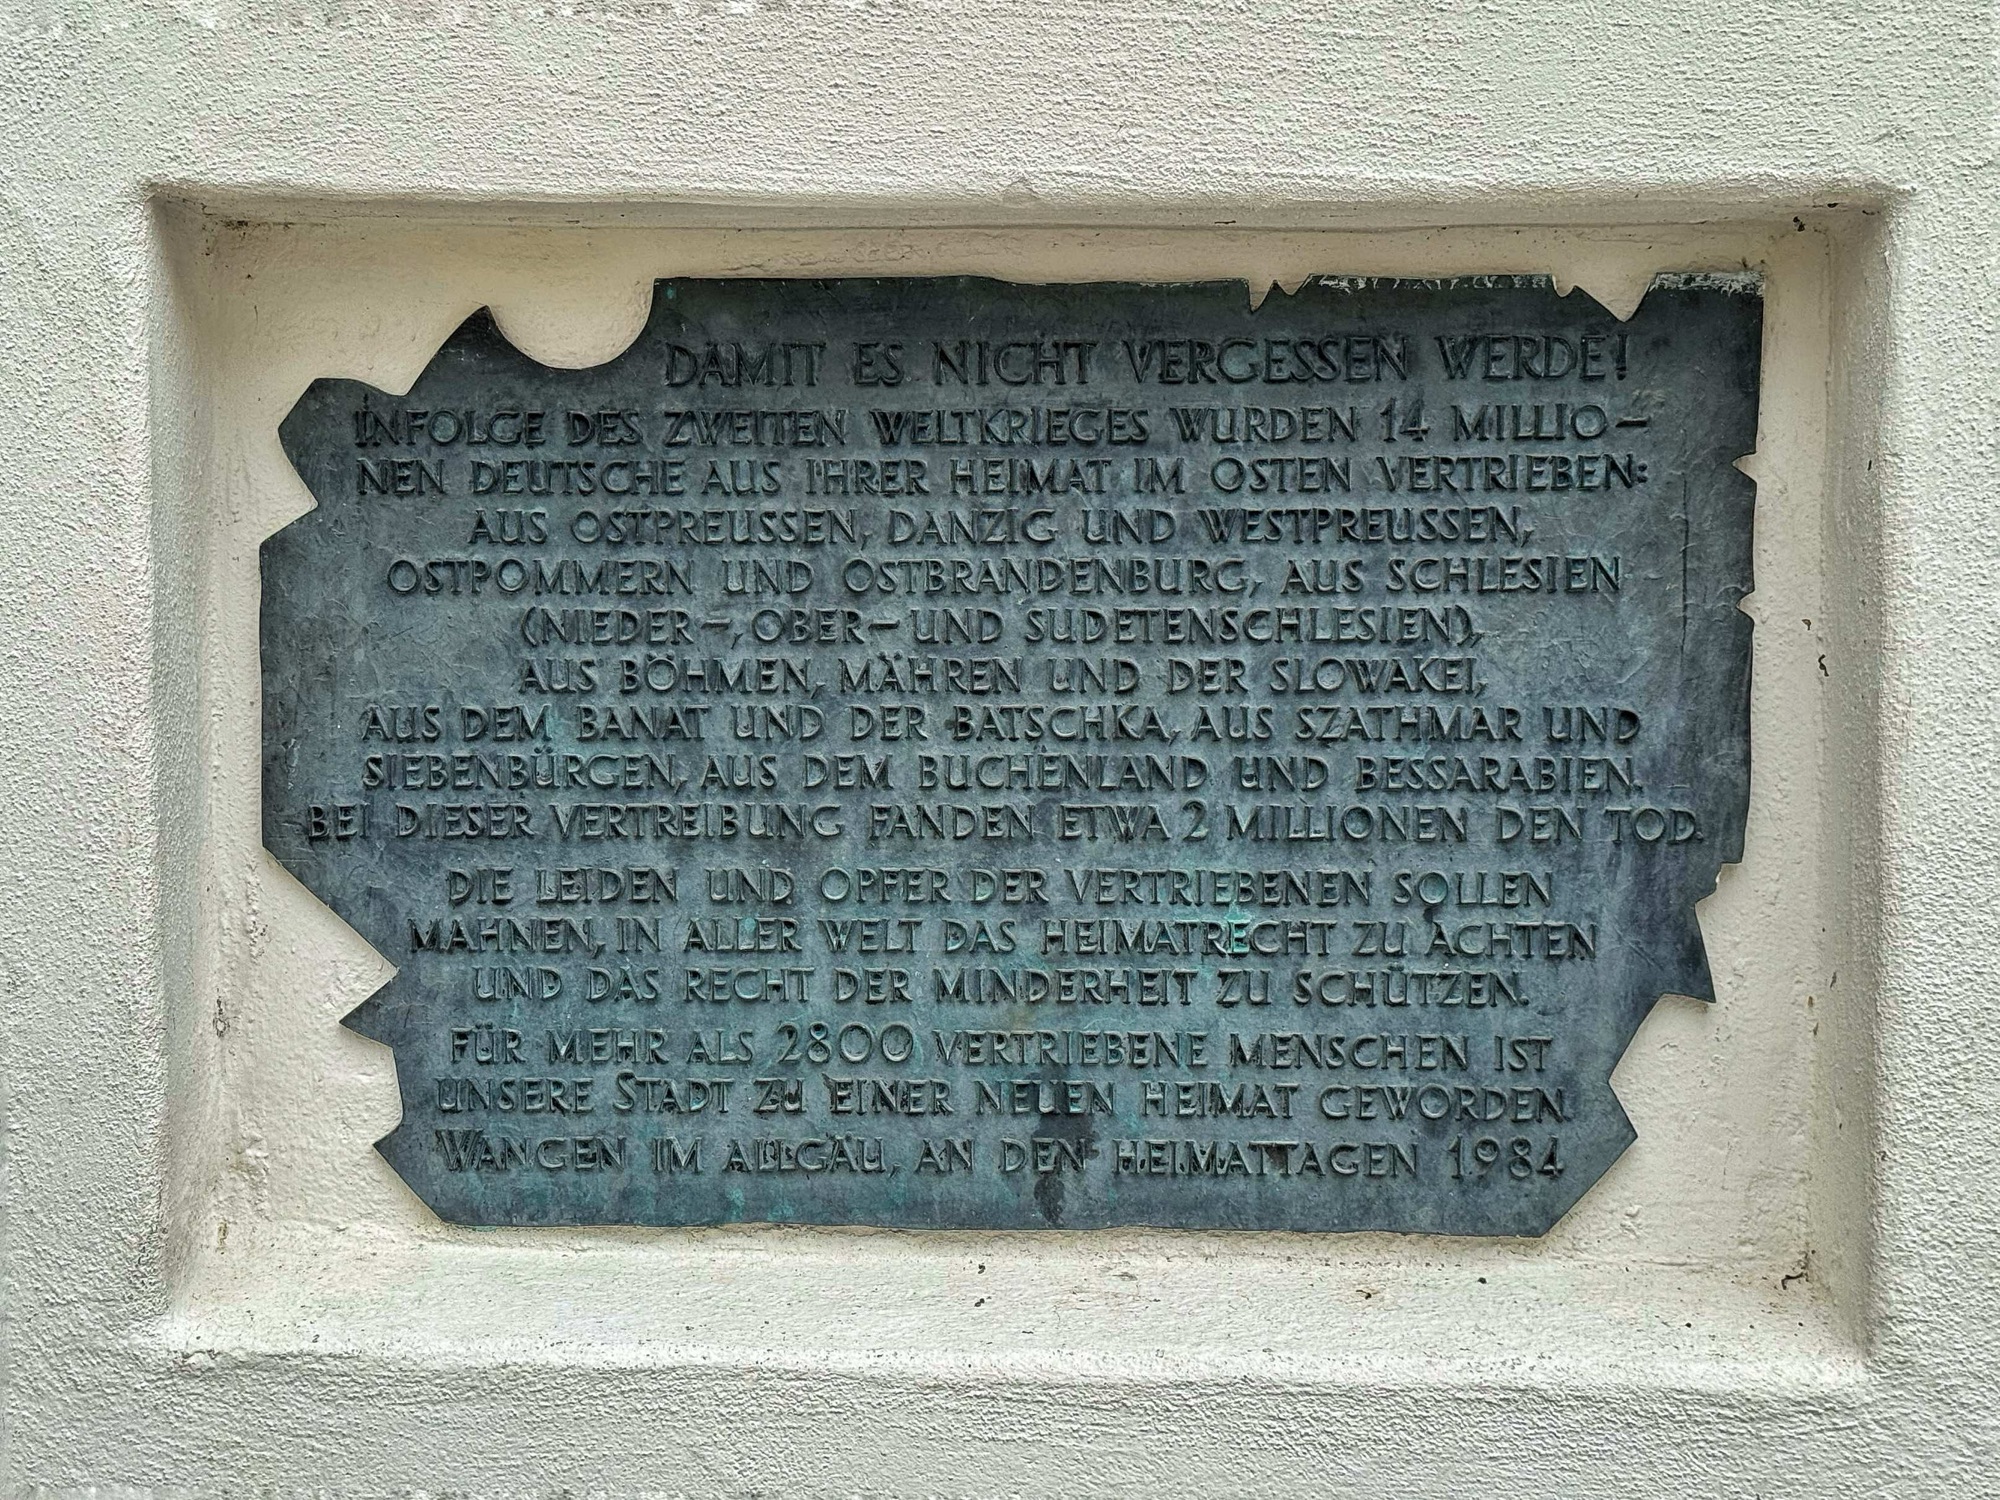 DAMIT ES NICHT VERGESSEN WERDE!
INFOLGE DES ZWEITEN WELTKRIEGES WURDEN 14 MILLIO-
NEN DEUTSCHE AUS IHRER HEIMAT IM OSTEN VERTRIEBEN:
AUS OSTPREUSSEN, DANZIG UND WESTPREUSSEN,
OSTPOMMERN UND OSTBRANDENBURG, AUS SCHLESIEN
(NIEDER-, OBER- UND SUDETENSCHLESIEN),
AUS BÖHMEN, MÄHREN UND DER SLOWAKEI,
AUS DEM BANAT UND DER BATSCHKA, AUS SZATHMAR UND
SIEBENBÜRGEN, AUS DEM BUCHENLAND UND BESSARABIEN.
BEI DIESER VERTREIBUNG FANDEN ETWA 2 MILLIONEN DEN TOD.
DIE LEIDEN UND OPFER DER VERTRIEBENEN SOLLEN
MAHNEN, IN ALLER WELT DAS HEIMATRECHT ZU ACHTEN
UND DAS RECHT DER MINDERHEIT ZU SCHÜTZEN.
FÜR MEHR ALS 2800 VERTRIEBENE MENSCHEN IST
UNSERE STADT ZU EINER NEUEN HEIMAT GEWORDEN.
WANGEN IM ALLGÄU, AN DEN HEIMATTAGEN 1984